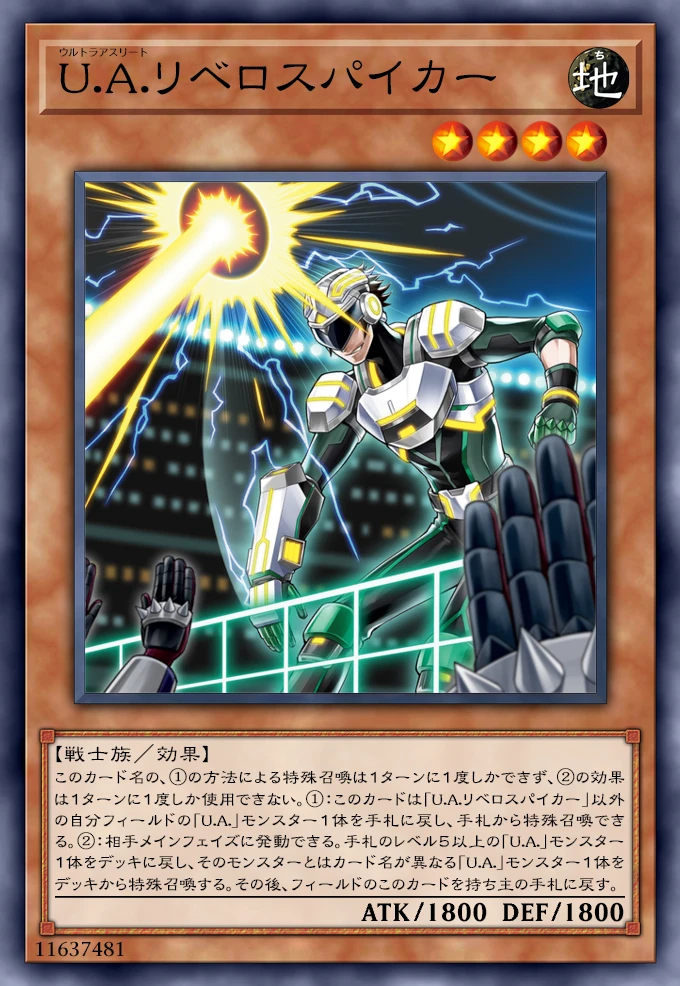 ウルトラアスリート
U.A.リベロスパイカー
ち
地
【戦士族／効果】
このカード名の、①の方法による特殊召喚は1ターンに1度しかできず、②の効果
は1ターンに1度しか使用できない。①：このカードは「U.A.リベロスパイカー」以外
の自分フィールドの「U.A.」モンスター1体を手札に戻し、手札から特殊召喚でき
る。②：相手メインフェイズに発動できる。手札のレベル5以上の「U.A.」モンスター
1体をデッキに戻し、そのモンスターとはカード名が異なる「U.A.」モンスター1体を
デッキから特殊召喚する。その後、フィールドのこのカードを持ち主の手札に戻す。
ATK/1800 DEF/1800
11637481